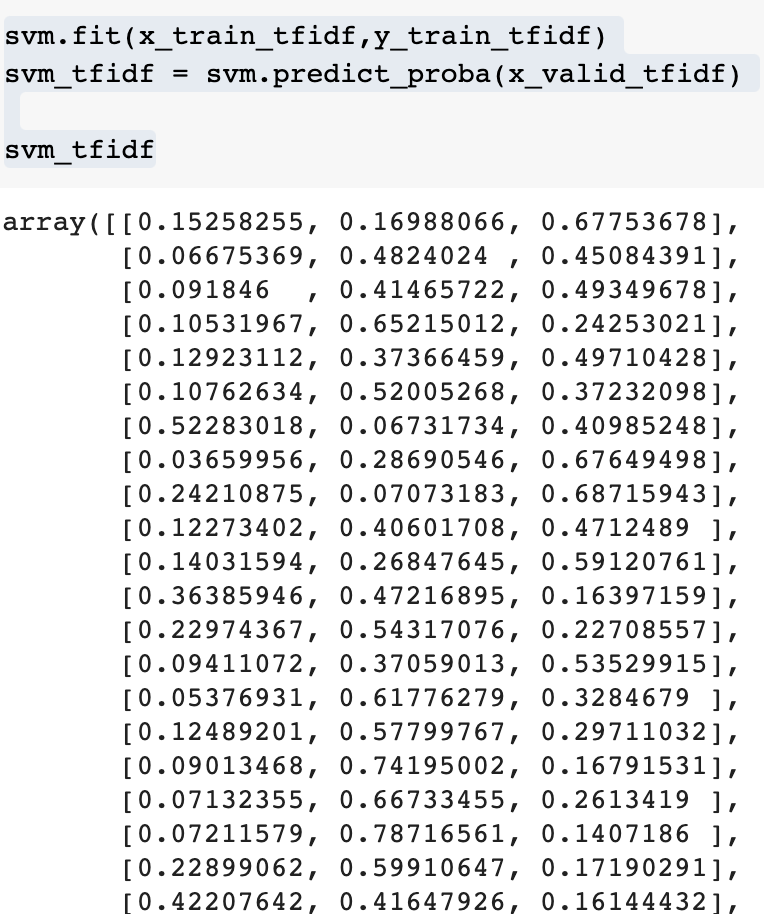 svm.fit(x_train_tfidf,y_train_tfidf)
svm_tfidf = svm.predict_proba(x_valid_tfidf)
svm_tfidf
array([[0.15258255, 0.16988066, 0.67753678],
[0.06675369, 0.4824024 , 0.45084391],
[0.091846  , 0.41465722, 0.49349678],
[0.10531967, 0.65215012, 0.24253021],
[0.12923112, 0.37366459, 0.49710428],
[0.10762634, 0.52005268, 0.37232098],
[0.52283018, 0.06731734, 0.40985248],
[0.03659956, 0.28690546, 0.67649498],
[0.24210875, 0.07073183, 0.68715943],
[0.12273402, 0.40601708, 0.4712489 ],
[0.14031594, 0.26847645, 0.59120761],
[0.36385946, 0.47216895, 0.16397159],
[0.22974367, 0.54317076, 0.22708557],
[0.09411072, 0.37059013, 0.53529915],
[0.05376931, 0.61776279, 0.3284679 ],
[0.12489201, 0.57799767, 0.29711032],
[0.09013468, 0.74195002, 0.16791531],
[0.07132355, 0.66733455, 0.2613419 ],
[0.07211579, 0.78716561, 0.1407186 ],
[0.22899062, 0.59910647, 0.17190291],
[0.42207642, 0.41647926, 0.16144432],